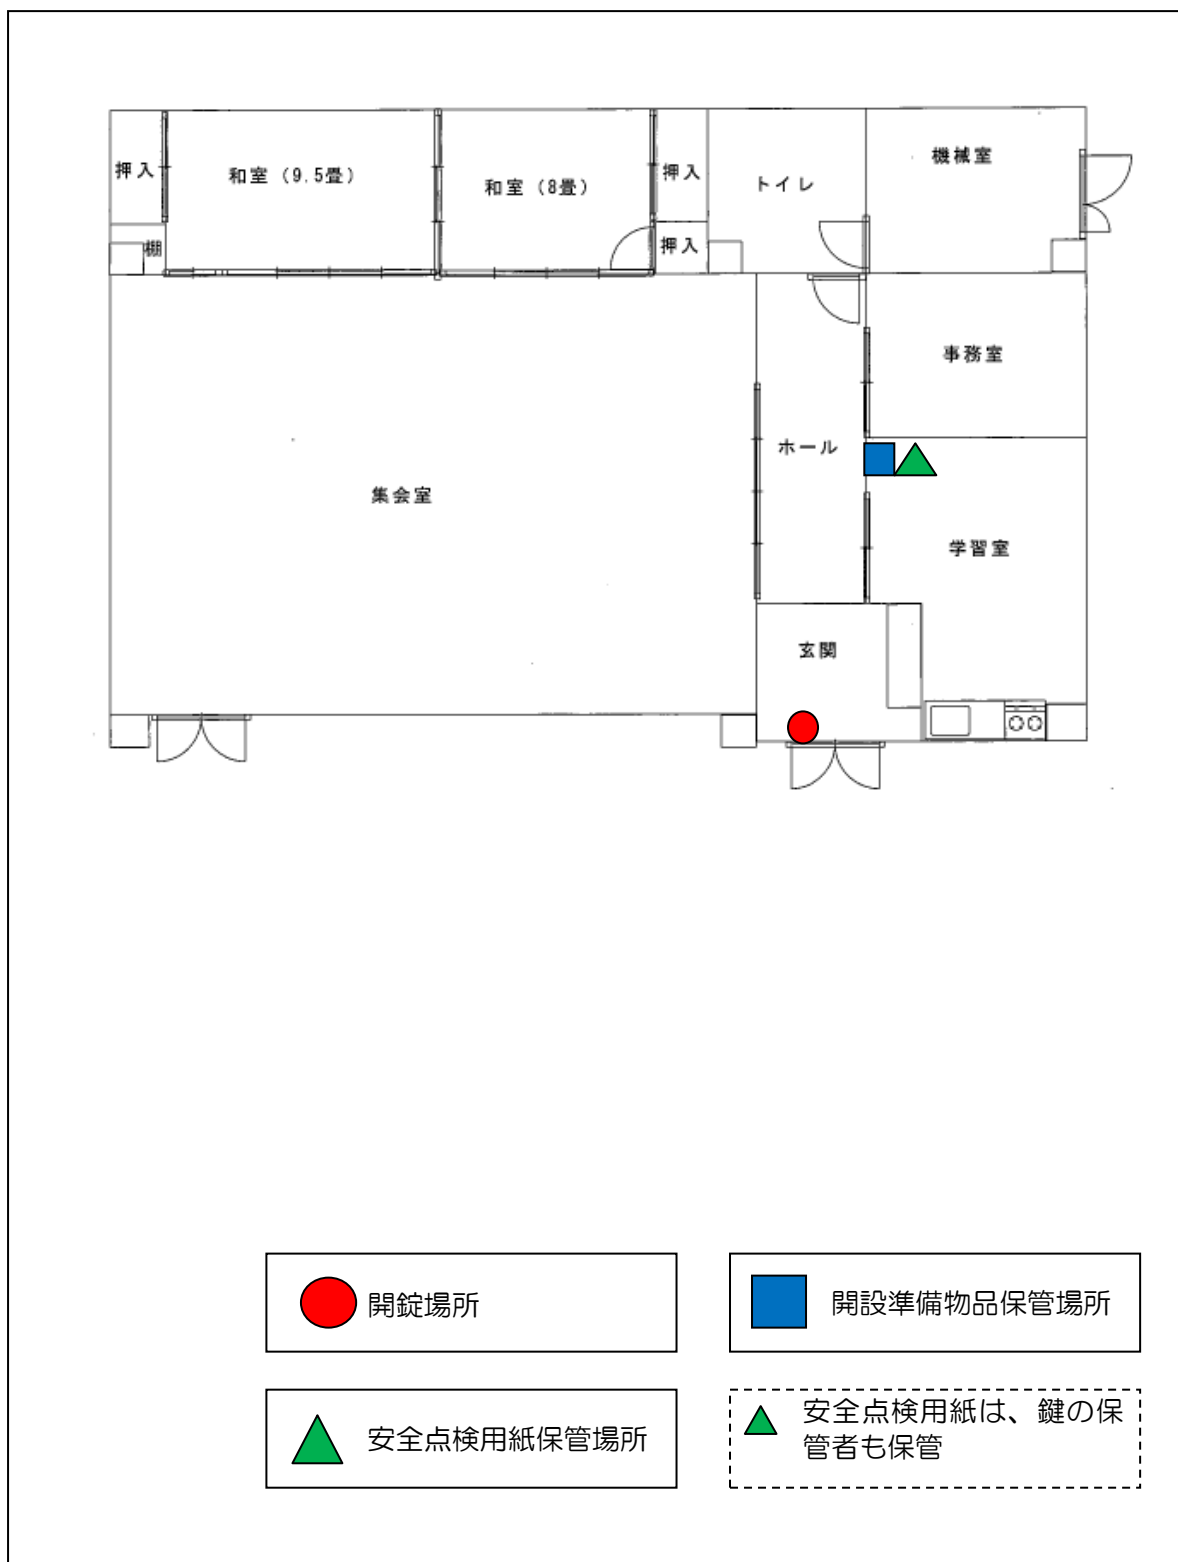 押入
和室（9.5畳）
和室（8畳）
押入
トイレ
機械室
棚
押入
事務室
ホール
集会室
学習室
玄関
開錠場所
開設準備物品保管場所
安全点検用紙保管場所
安全点検用紙は、鍵の保
管者も保管